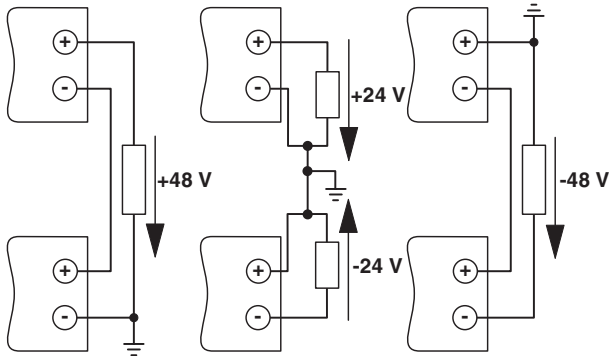 + + +
- - -
+24 V
+48 V
-48 V
+ + +
-24 V
- - -